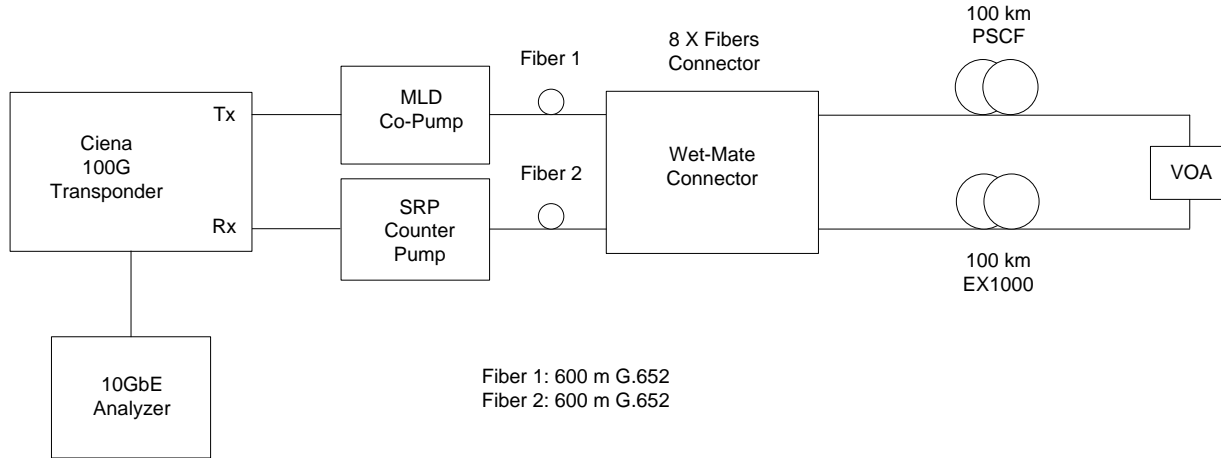 100 km
PSCF
8 X Fibers
Connector
Fiber 1
MLD
Co-Pump
Tx
Ciena
100G
Transponder
Wet-Mate
Connector
VOA
Fiber 2
Rx
SRP
Counter
Pump
100 km
EX1000
10GbE
Analyzer
Fiber 1: 600 m G.652
Fiber 2: 600 m G.652